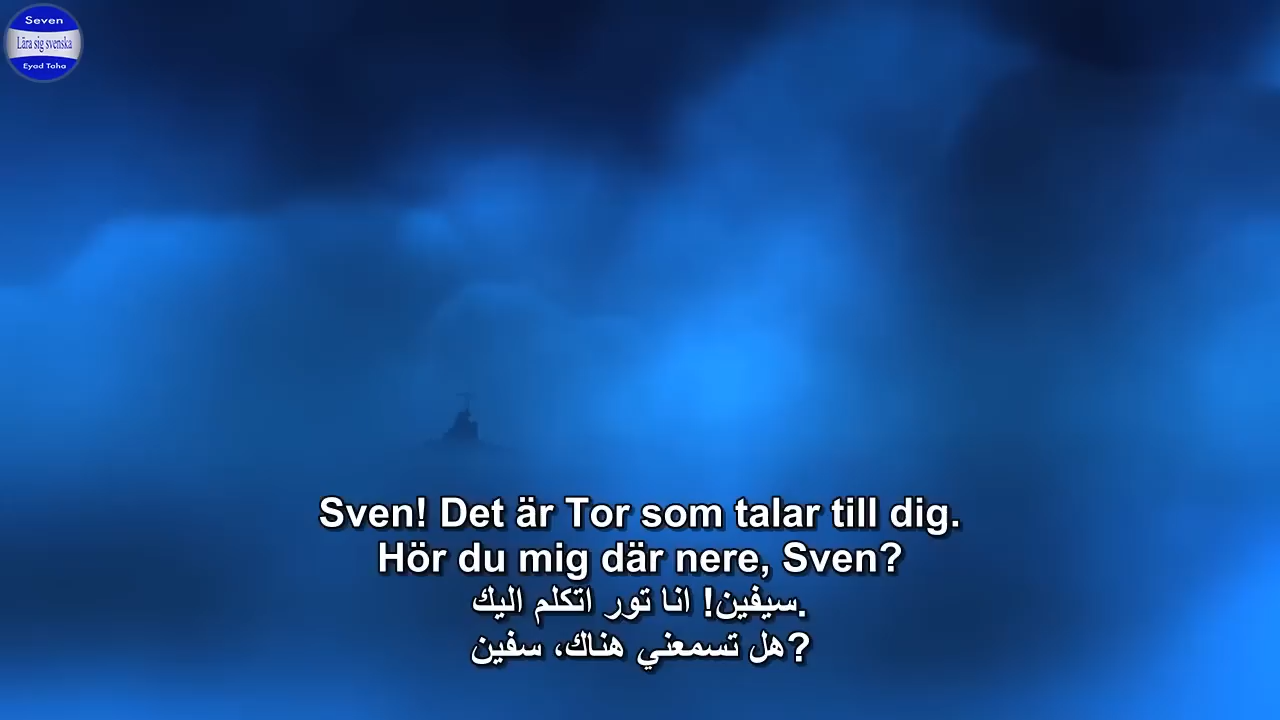 Seven
Lära sig svenska
Eyad Toha
Sven! Det är Tor som talar till dig.
Hör du mig där nere, Sven?
سيفين! انا تور اتكلم اليك.
هل تسمعني هناك، سفين?